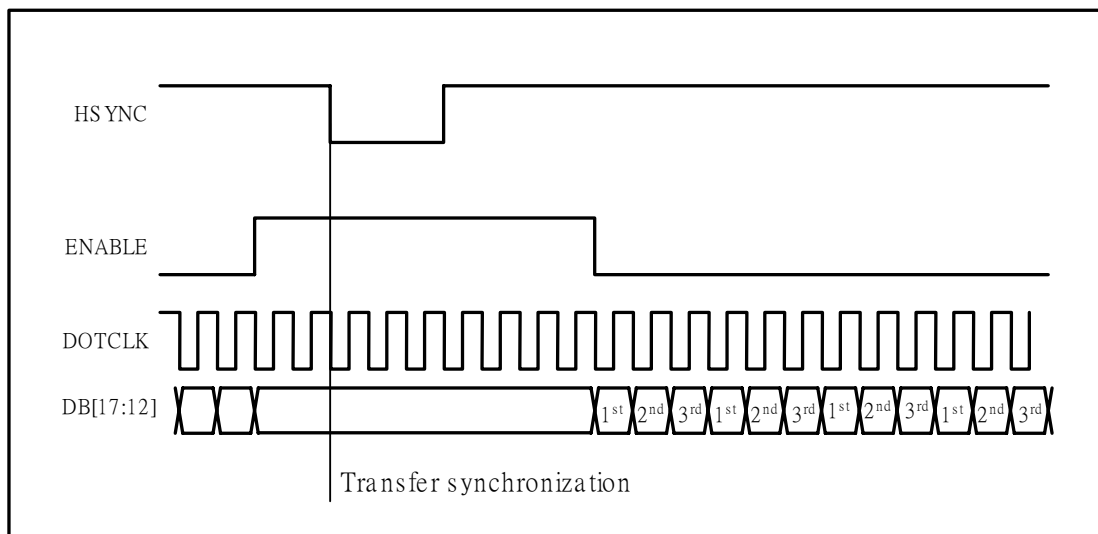 HSYNC
ENABLE
DOTCLK
DB[17:12] 1st 2nd 3rd 1st 2nd 3rd 1st 2nd 3rd 1st 2nd 3rd
Transfer synchronization